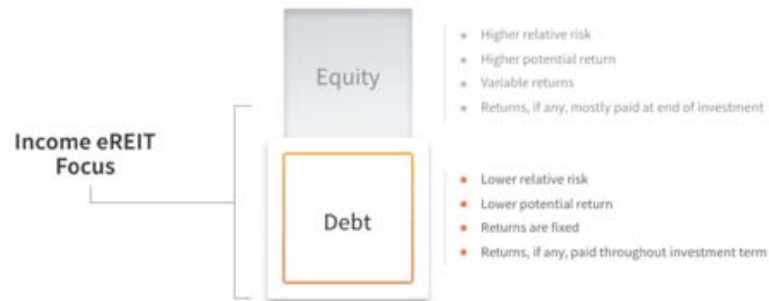 Equity
Higher relative risk
Higher potential return
Variable returns
Returns, if any, mostly paid at end of investment
Income eREIT
Focus
Debt
Lower relative risk
Lower potential return
Returns are fixed
Returns, if any, paid throughout investment term